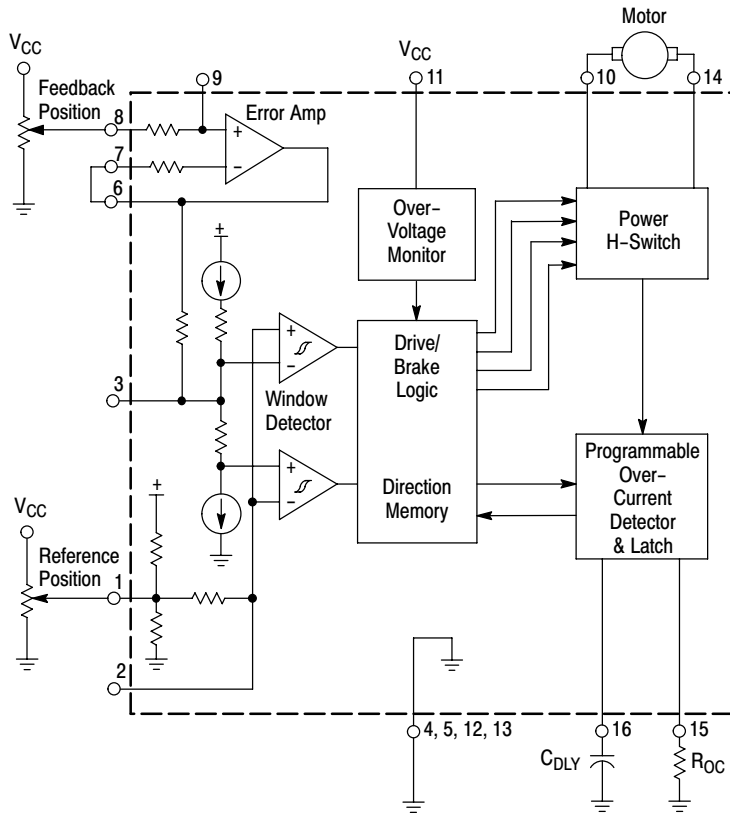 Motor
V_CC
V_CC
9
11
10
14
Feedback
Position
8
Error Amp
+
7
−
6
Over−
Voltage
Monitor
Power
H−Switch
+
+
−
Drive/
Brake
Logic
3
Window
Detector
Programmable
Over−
Current
Detector
& Latch
+
−
Direction
Memory
+
V_CC
Reference
Position
1
2
4, 5, 12, 13
16
15
C_DLY
R_OC